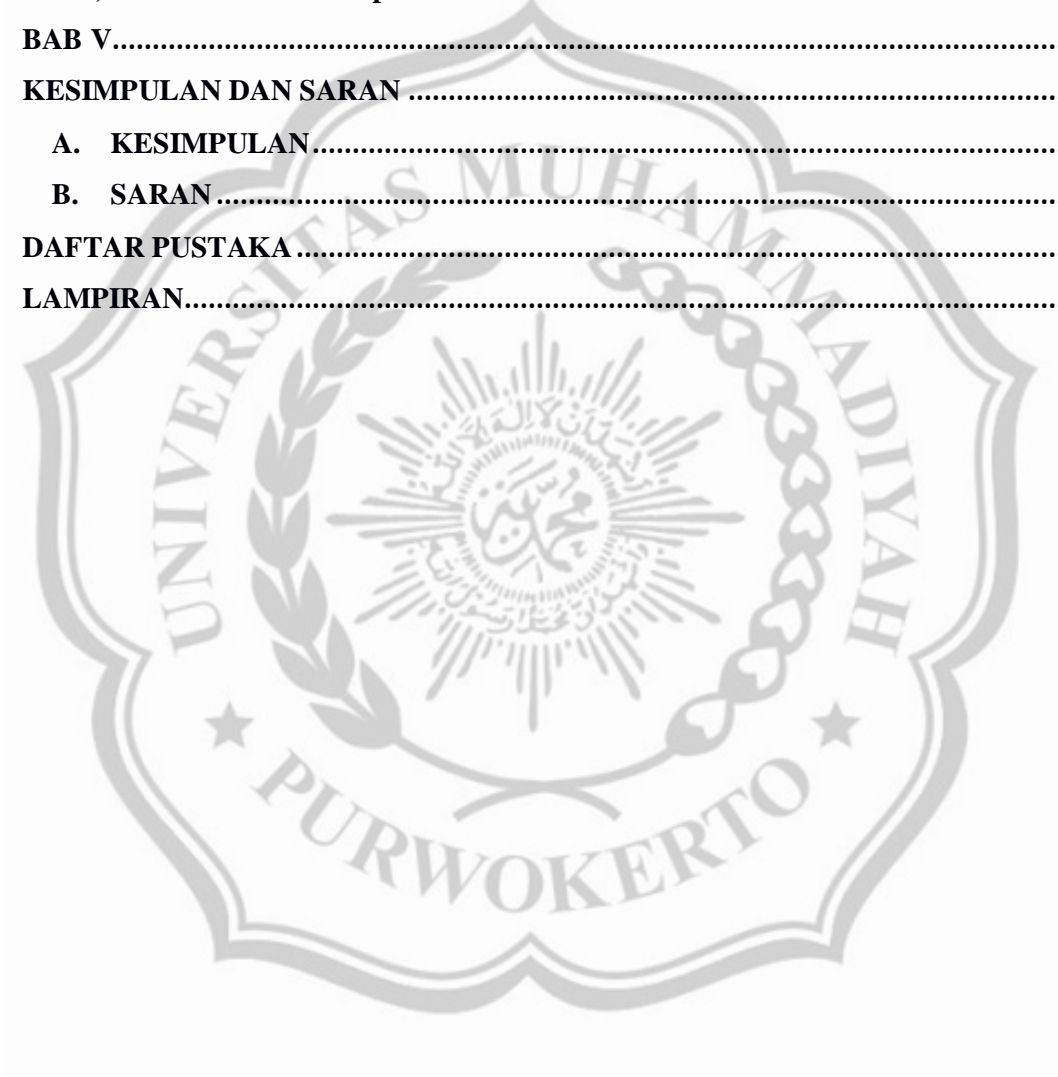 BAB V
KESIMPULAN DAN SARAN
A. KESIMPULAN
B. SARAN
DAFTAR PUSTAKA
LAMPIRAN
UNIVERSITAS MUHAMMADIYAH
PURWOKERTO